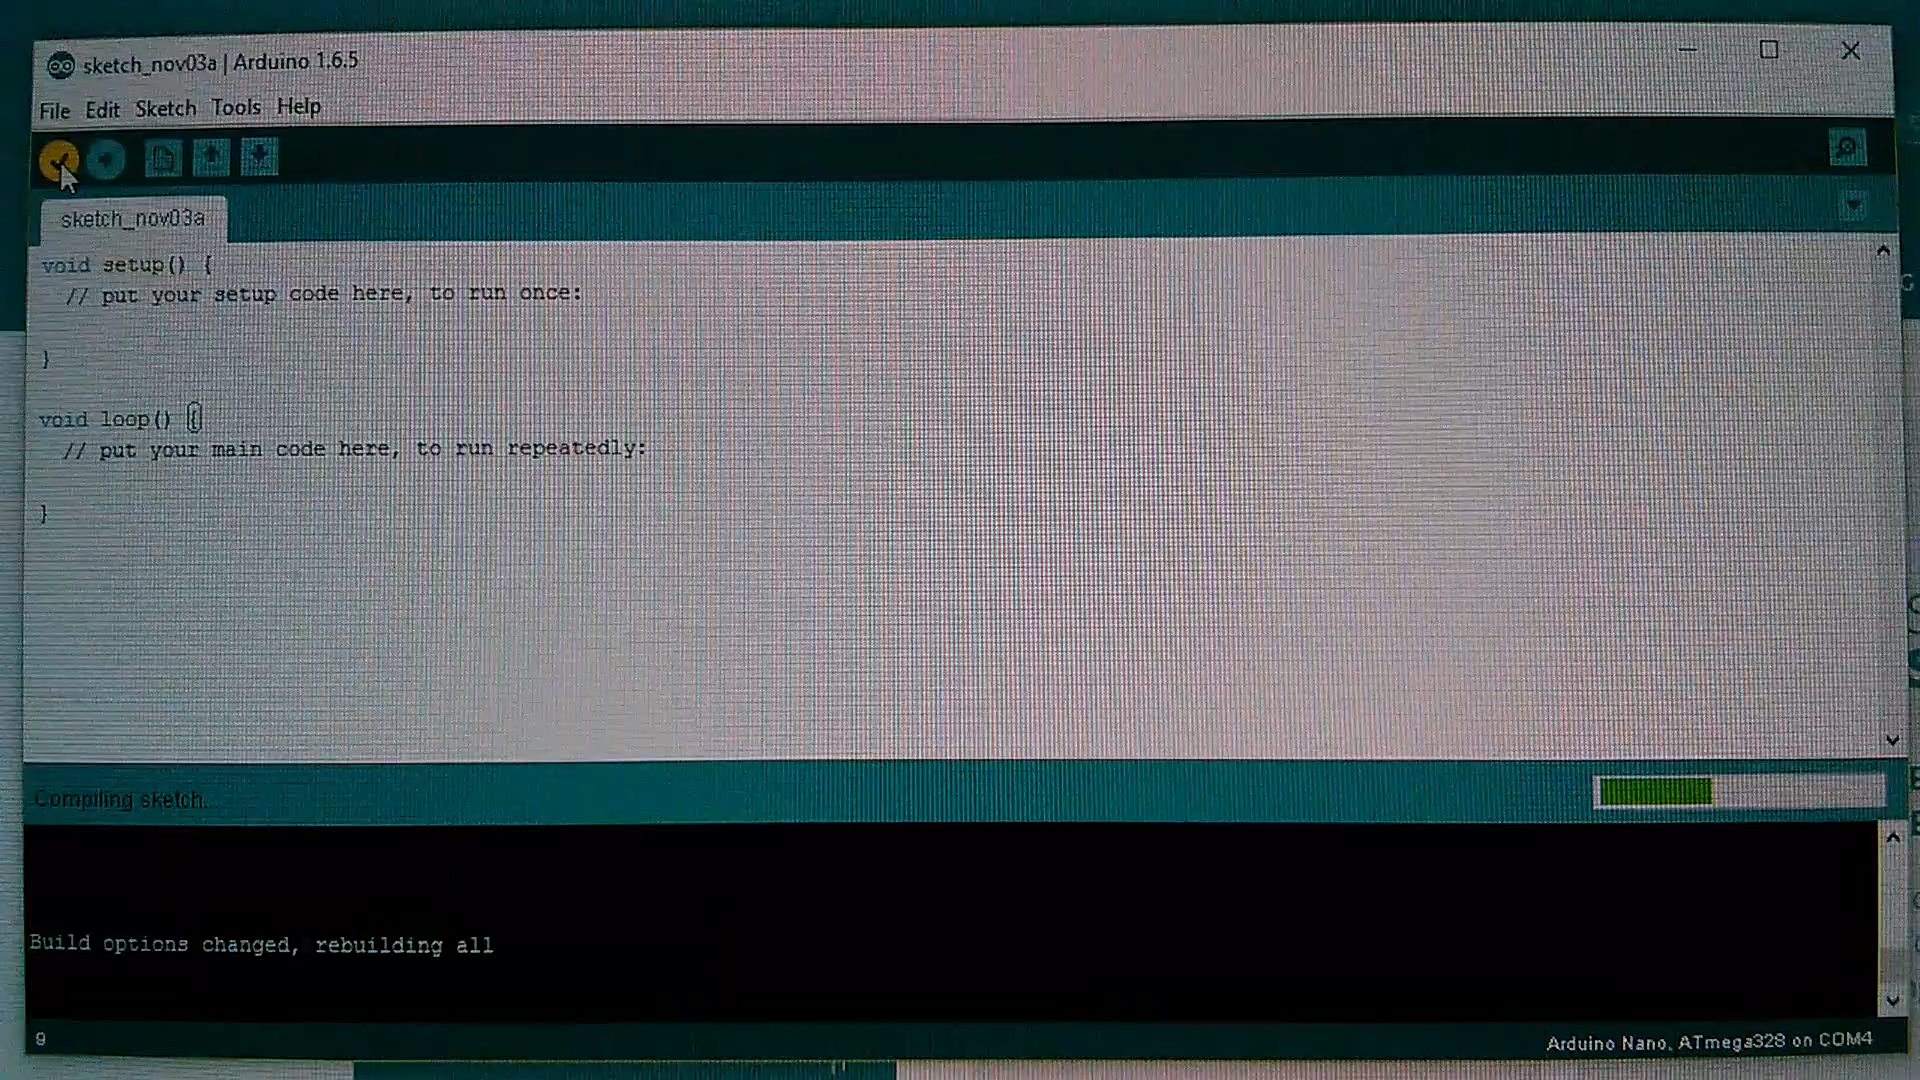 sketch_nov03a | Arduino 1.6.5
File Edit Sketch Tools Help
sketch_nov03a
void setup() {
// put your setup code here, to run once:
}
void loop() {
// put your main code here, to run repeatedly:
}
Compiling sketch...
Build options changed, rebuilding all
9
Arduino Nano, ATmega328 on COM4